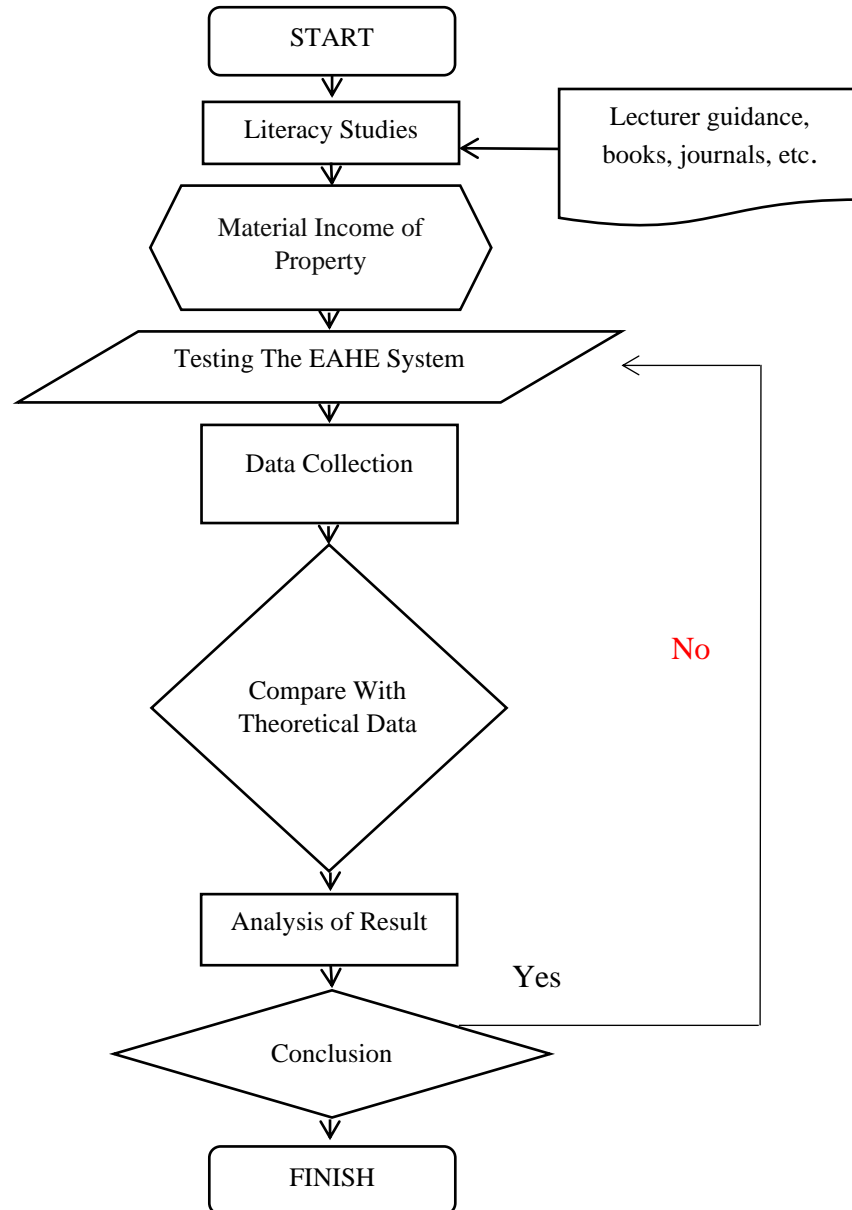 START
Literacy Studies
Lecturer guidance,
books, journals, etc.
Material Income of
Property
Testing The EAHE System
Data Collection
No
Compare With
Theoretical Data
Analysis of Result
Yes
Conclusion
FINISH